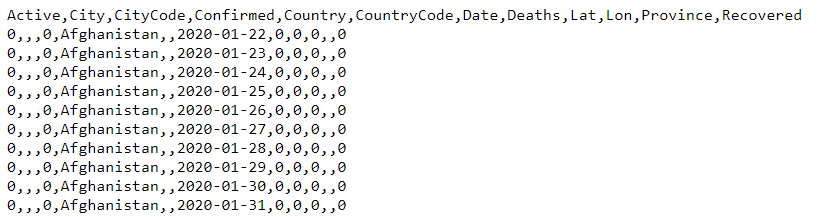 Active,City,CityCode,Confirmed,Country,CountryCode,Date,Deaths,Lat,Lon,Province,Recovered
0,,,0,Afghanistan,,2020-01-22,0,0,0,,0
0,,,0,Afghanistan,,2020-01-23,0,0,0,,0
0,,,0,Afghanistan,,2020-01-24,0,0,0,,0
0,,,0,Afghanistan,,2020-01-25,0,0,0,,0
0,,,0,Afghanistan,,2020-01-26,0,0,0,,0
0,,,0,Afghanistan,,2020-01-27,0,0,0,,0
0,,,0,Afghanistan,,2020-01-28,0,0,0,,0
0,,,0,Afghanistan,,2020-01-29,0,0,0,,0
0,,,0,Afghanistan,,2020-01-30,0,0,0,,0
0,,,0,Afghanistan,,2020-01-31,0,0,0,,0